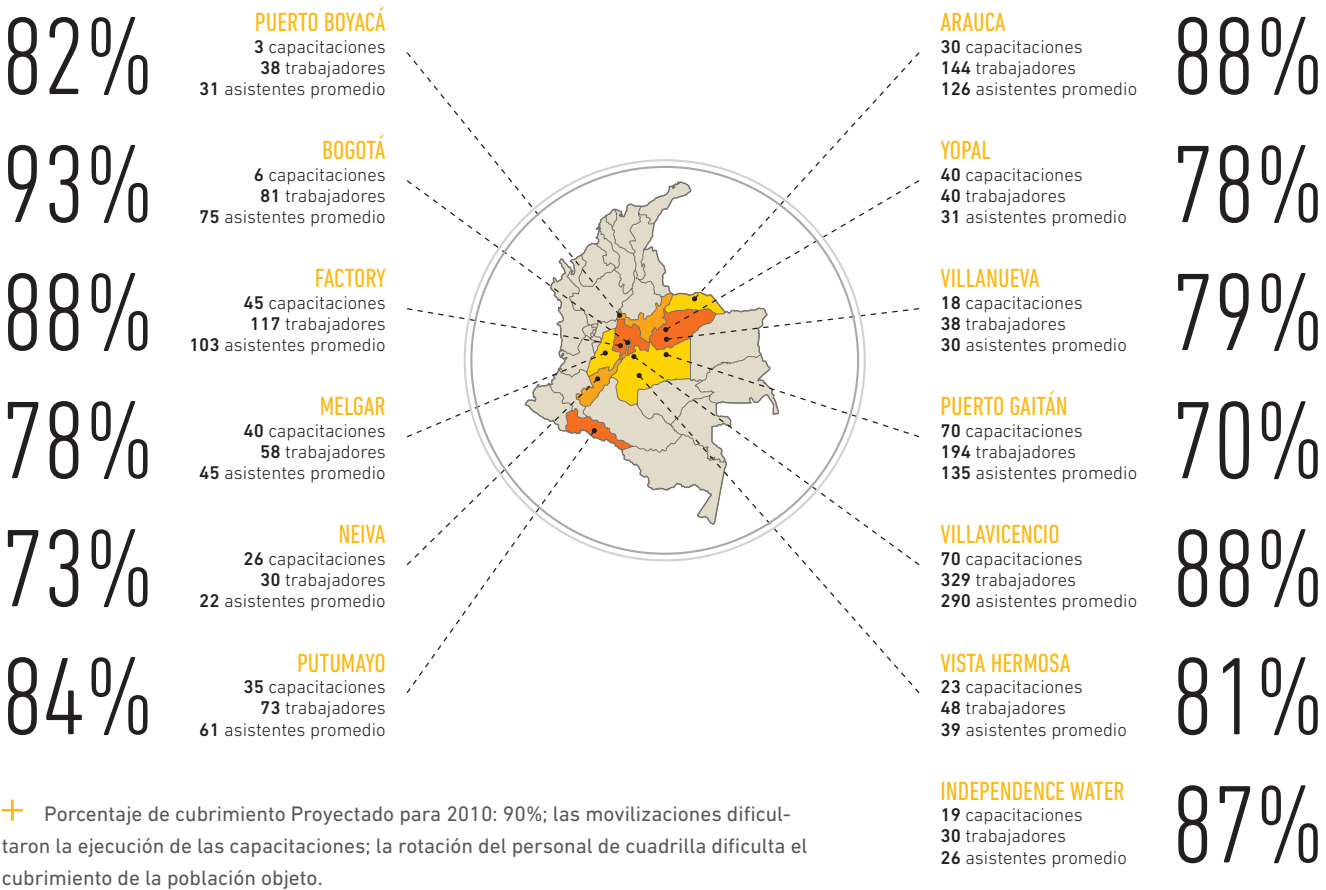 82%
PUERTO BOYACÁ
3 capacitaciones
38 trabajadores
31 asistentes promedio
93%
BOGOTÁ
6 capacitaciones
81 trabajadores
75 asistentes promedio
88%
FACTORY
45 capacitaciones
117 trabajadores
103 asistentes promedio
78%
MELGAR
40 capacitaciones
58 trabajadores
45 asistentes promedio
73%
NEIVA
26 capacitaciones
30 trabajadores
22 asistentes promedio
84%
PUTUMAYO
35 capacitaciones
73 trabajadores
61 asistentes promedio
ARAUCA
30 capacitaciones
144 trabajadores
126 asistentes promedio
88%
YOPAL
40 capacitaciones
40 trabajadores
31 asistentes promedio
78%
VILLANUEVA
18 capacitaciones
38 trabajadores
30 asistentes promedio
79%
PUERTO GAITÁN
70 capacitaciones
194 trabajadores
135 asistentes promedio
70%
VILLAVICENCIO
70 capacitaciones
329 trabajadores
290 asistentes promedio
88%
VISTA HERMOSA
23 capacitaciones
48 trabajadores
39 asistentes promedio
81%
INDEPENDENCE WATER
19 capacitaciones
30 trabajadores
26 asistentes promedio
87%
+ Porcentaje de cubrimiento Proyectado para 2010: 90%; las movilizaciones dificul-
taron la ejecución de las capacitaciones; la rotación del personal de cuadrilla dificulta el
cubrimiento de la población objeto.